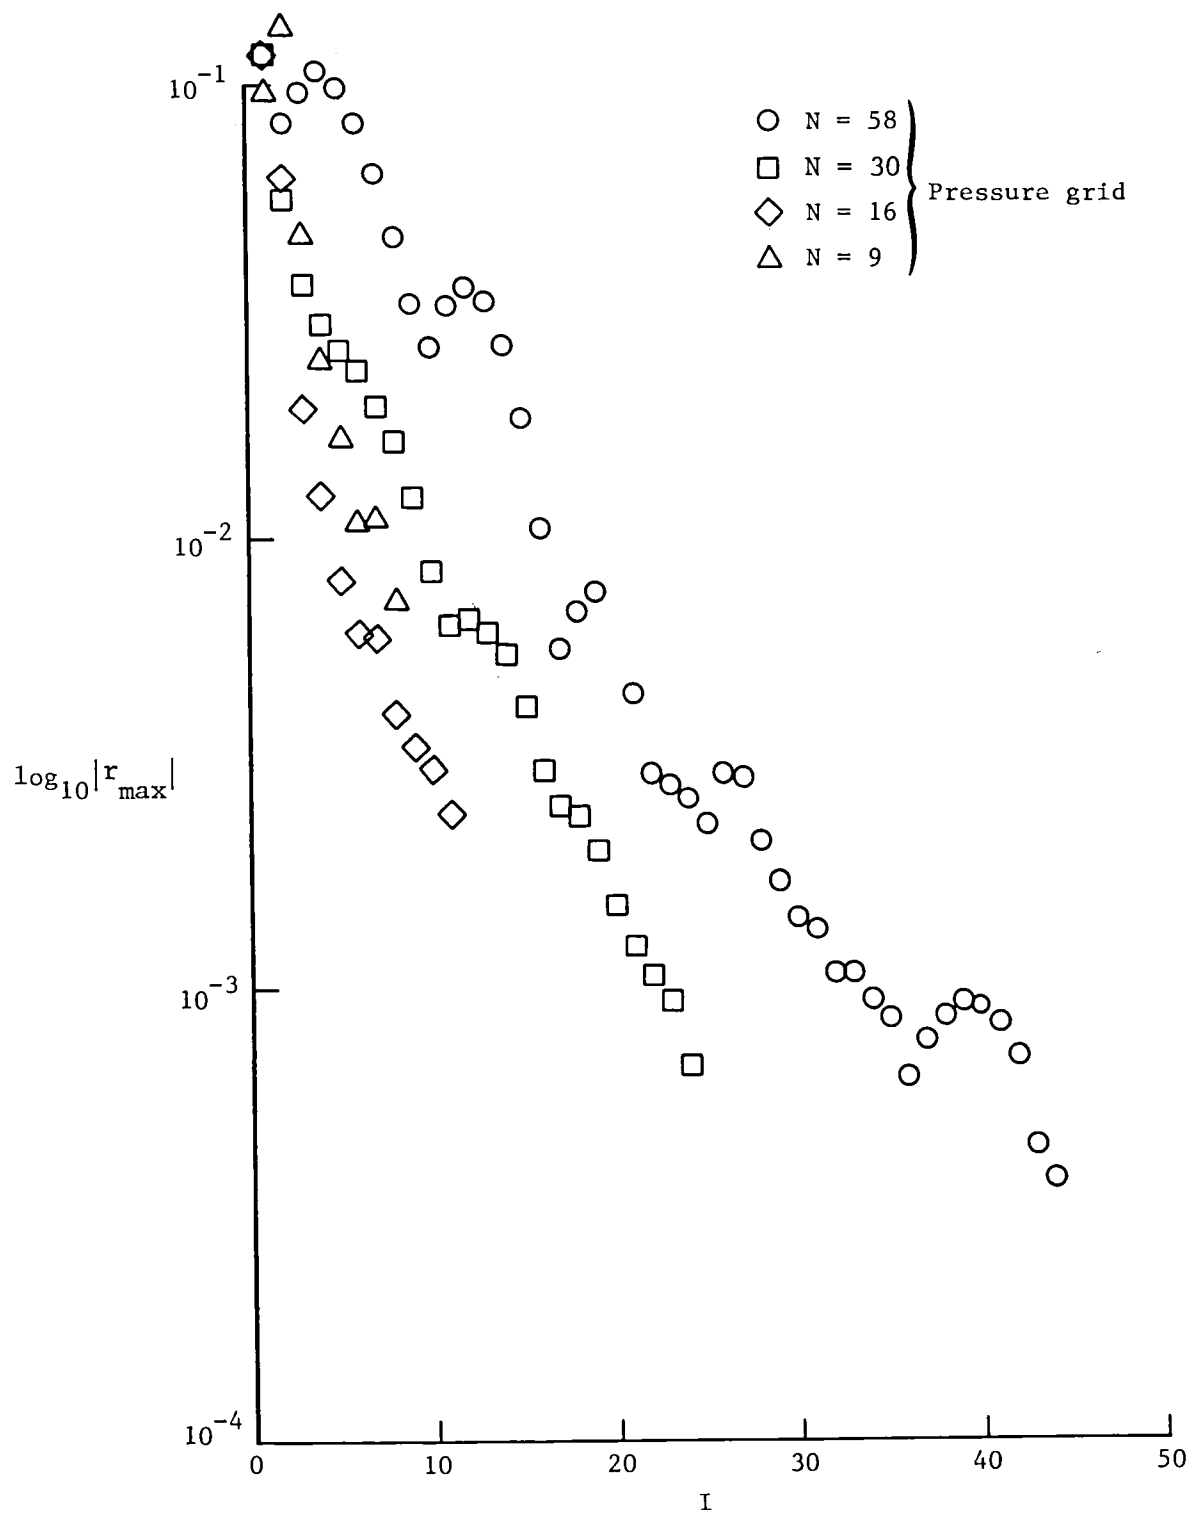 10⁻¹
N = 58
N = 30
N = 16
N = 9
Pressure grid
10⁻²
log₁₀|r_max|
10⁻³
10⁻⁴
0 10 20 30 40 50
I